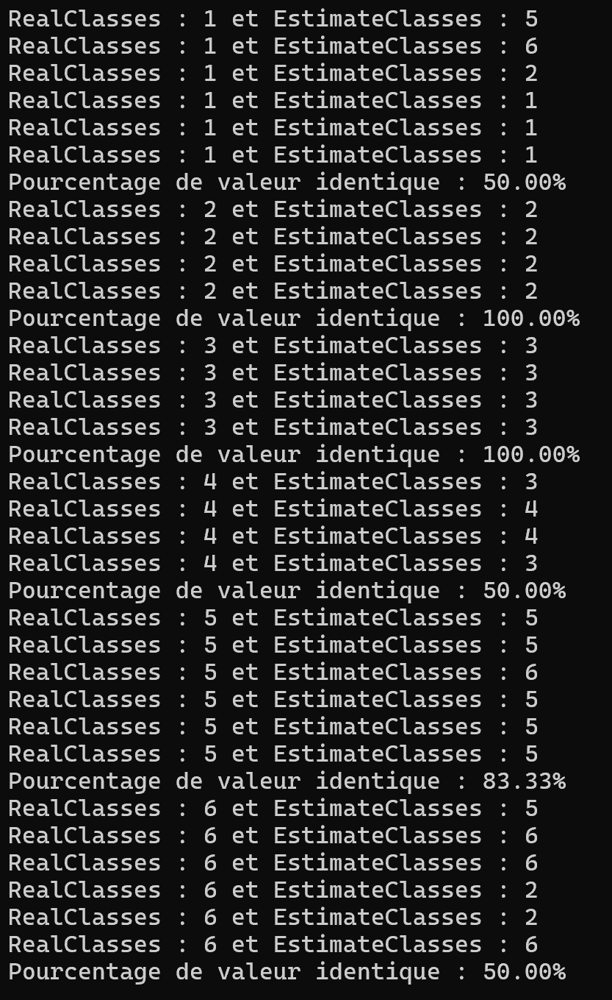 RealClasses : 1 et EstimateClasses : 5
RealClasses : 1 et EstimateClasses : 6
RealClasses : 1 et EstimateClasses : 2
RealClasses : 1 et EstimateClasses : 1
RealClasses : 1 et EstimateClasses : 1
RealClasses : 1 et EstimateClasses : 1
Pourcentage de valeur identique : 50.00%
RealClasses : 2 et EstimateClasses : 2
RealClasses : 2 et EstimateClasses : 2
RealClasses : 2 et EstimateClasses : 2
RealClasses : 2 et EstimateClasses : 2
Pourcentage de valeur identique : 100.00%
RealClasses : 3 et EstimateClasses : 3
RealClasses : 3 et EstimateClasses : 3
RealClasses : 3 et EstimateClasses : 3
RealClasses : 3 et EstimateClasses : 3
Pourcentage de valeur identique : 100.00%
RealClasses : 4 et EstimateClasses : 3
RealClasses : 4 et EstimateClasses : 4
RealClasses : 4 et EstimateClasses : 4
RealClasses : 4 et EstimateClasses : 3
Pourcentage de valeur identique : 50.00%
RealClasses : 5 et EstimateClasses : 5
RealClasses : 5 et EstimateClasses : 5
RealClasses : 5 et EstimateClasses : 6
RealClasses : 5 et EstimateClasses : 5
RealClasses : 5 et EstimateClasses : 5
RealClasses : 5 et EstimateClasses : 5
Pourcentage de valeur identique : 83.33%
RealClasses : 6 et EstimateClasses : 5
RealClasses : 6 et EstimateClasses : 6
RealClasses : 6 et EstimateClasses : 6
RealClasses : 6 et EstimateClasses : 2
RealClasses : 6 et EstimateClasses : 2
RealClasses : 6 et EstimateClasses : 6
Pourcentage de valeur identique : 50.00%